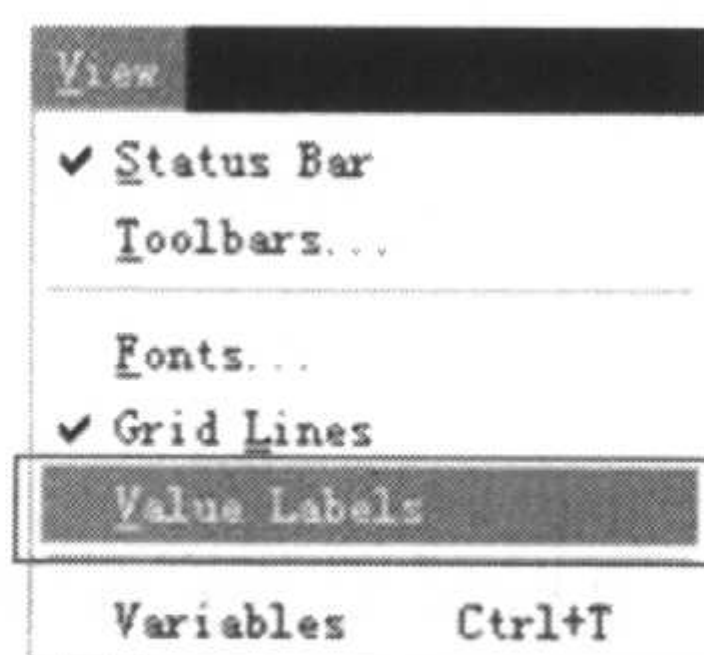 View
Status Bar
Toolbars...
Fonts...
Grid Lines
Value Labels
Variables Ctrl+T